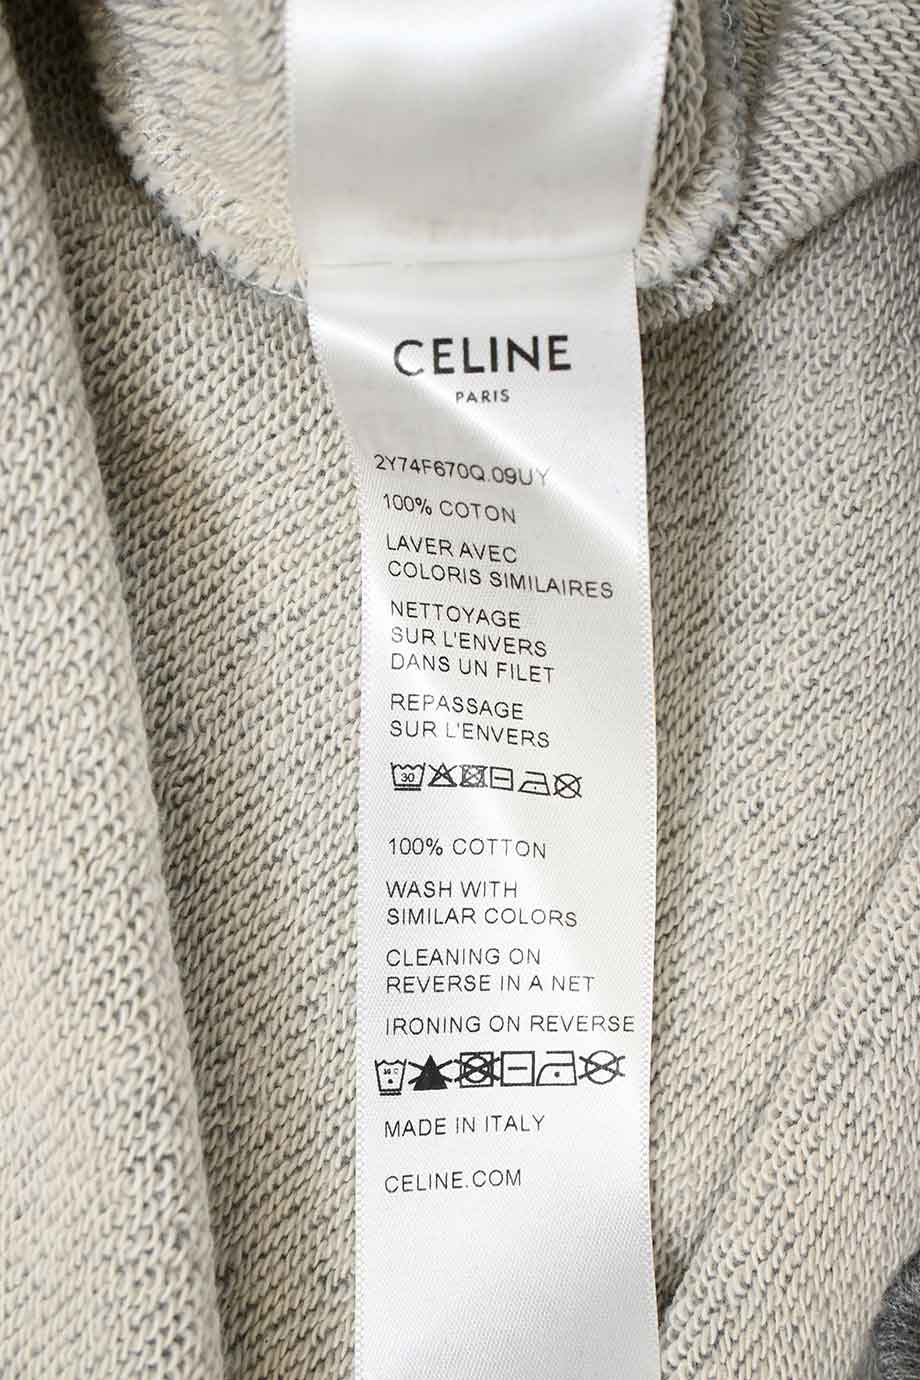 CELINE
PARIS
2Y74F670Q.09UY
100% COTON
LAVER AVEC
COLORIS SIMILAIRES
NETTOYAGE
SUR L'ENVERS
DANS UN FILET
REPASSAGE
SUR L'ENVERS
30
100% COTTON
WASH WITH
SIMILAR COLORS
CLEANING ON
REVERSE IN A NET
IRONING ON REVERSE
MADE IN ITALY
CELINE.COM